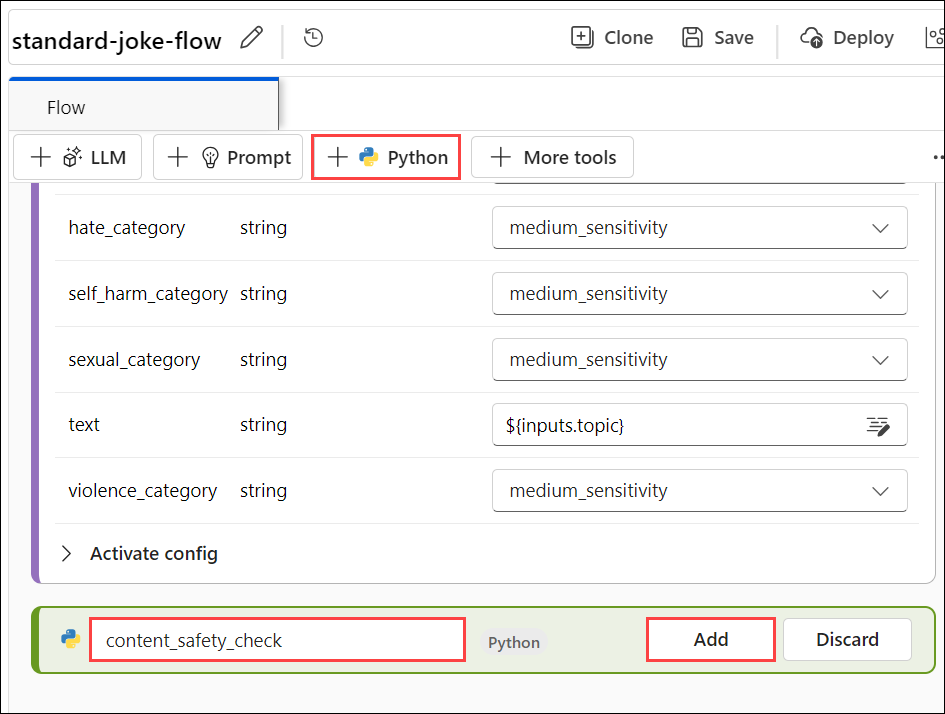 standard-joke-flow Clone Save Deploy
Flow
LLM Prompt Python More tools
hate_category string medium_sensitivity
self_harm_category string medium_sensitivity
sexual_category string medium_sensitivity
text string ${inputs.topic}
violence_category string medium_sensitivity
Activate config
content_safety_check Python Add Discard